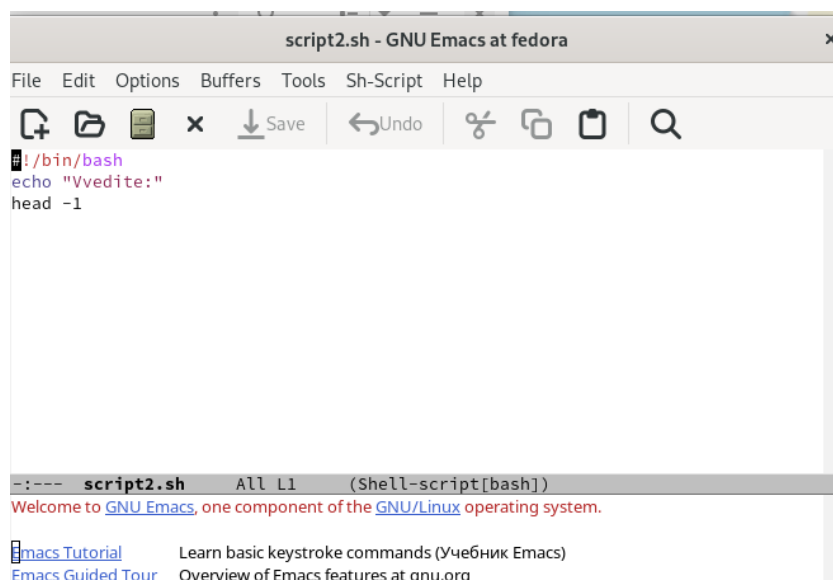 script2.sh - GNU Emacs at fedora
File Edit Options Buffers Tools Sh-Script Help
Save Undo
#!/bin/bash
echo "Vvedite:"
head -1
-:--- script2.sh All L1 (Shell-script[bash])
Welcome to GNU Emacs, one component of the GNU/Linux operating system.
Emacs Tutorial Learn basic keystroke commands (Учебник Emacs)
Emacs Guided Tour Overview of Emacs features at gnu.org